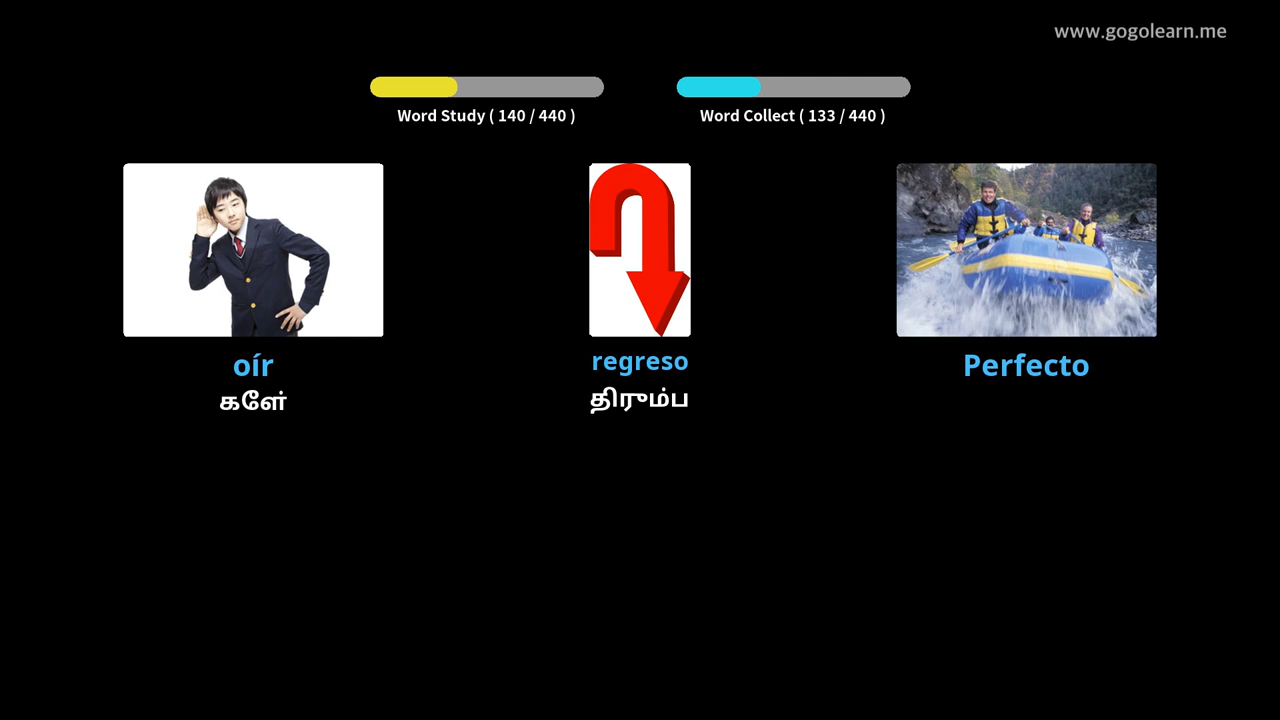 www.gogolearn.me
Word Study ( 140 / 440 )
Word Collect ( 133 / 440 )
oír
கேள்
regreso
திரும்ப
Perfecto